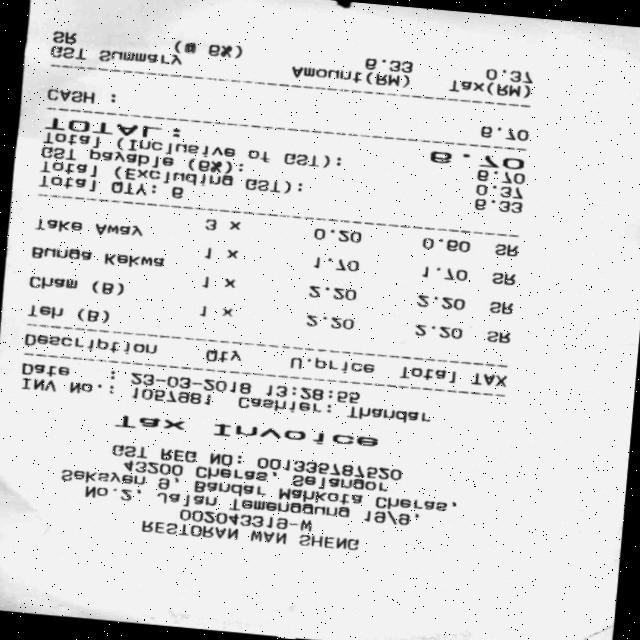 RESTORAN WAN SHENG
002043319-W
No.2, Jalan Temenggung 19/9,
Seksyen 9, Bandar Mahkota Cheras,
43200 Cheras, Selangor
GST REG NO: 001335787520
Tax Invoice
INV No.: 1057981 Cashier: Thandar
Date : 23-03-2018 13:28:55
Description Qty U.price Total TAX
Teh (B) 1 x 2.20 2.20 SR
Cham (B) 1 x 2.20 2.20 SR
Bunga Kekwa 1 x 1.70 1.70 SR
Take Away 3 x 0.20 0.60 SR
Total QTY: 6
Total (Excluding GST): 6.33
GST payable (6%): 0.37
Total (Inclusive of GST): 6.70
TOTAL : 6.70
CASH : 6.70
GST Summary Amount(RM) Tax(RM)
SR (@ 6%) 6.33 0.37